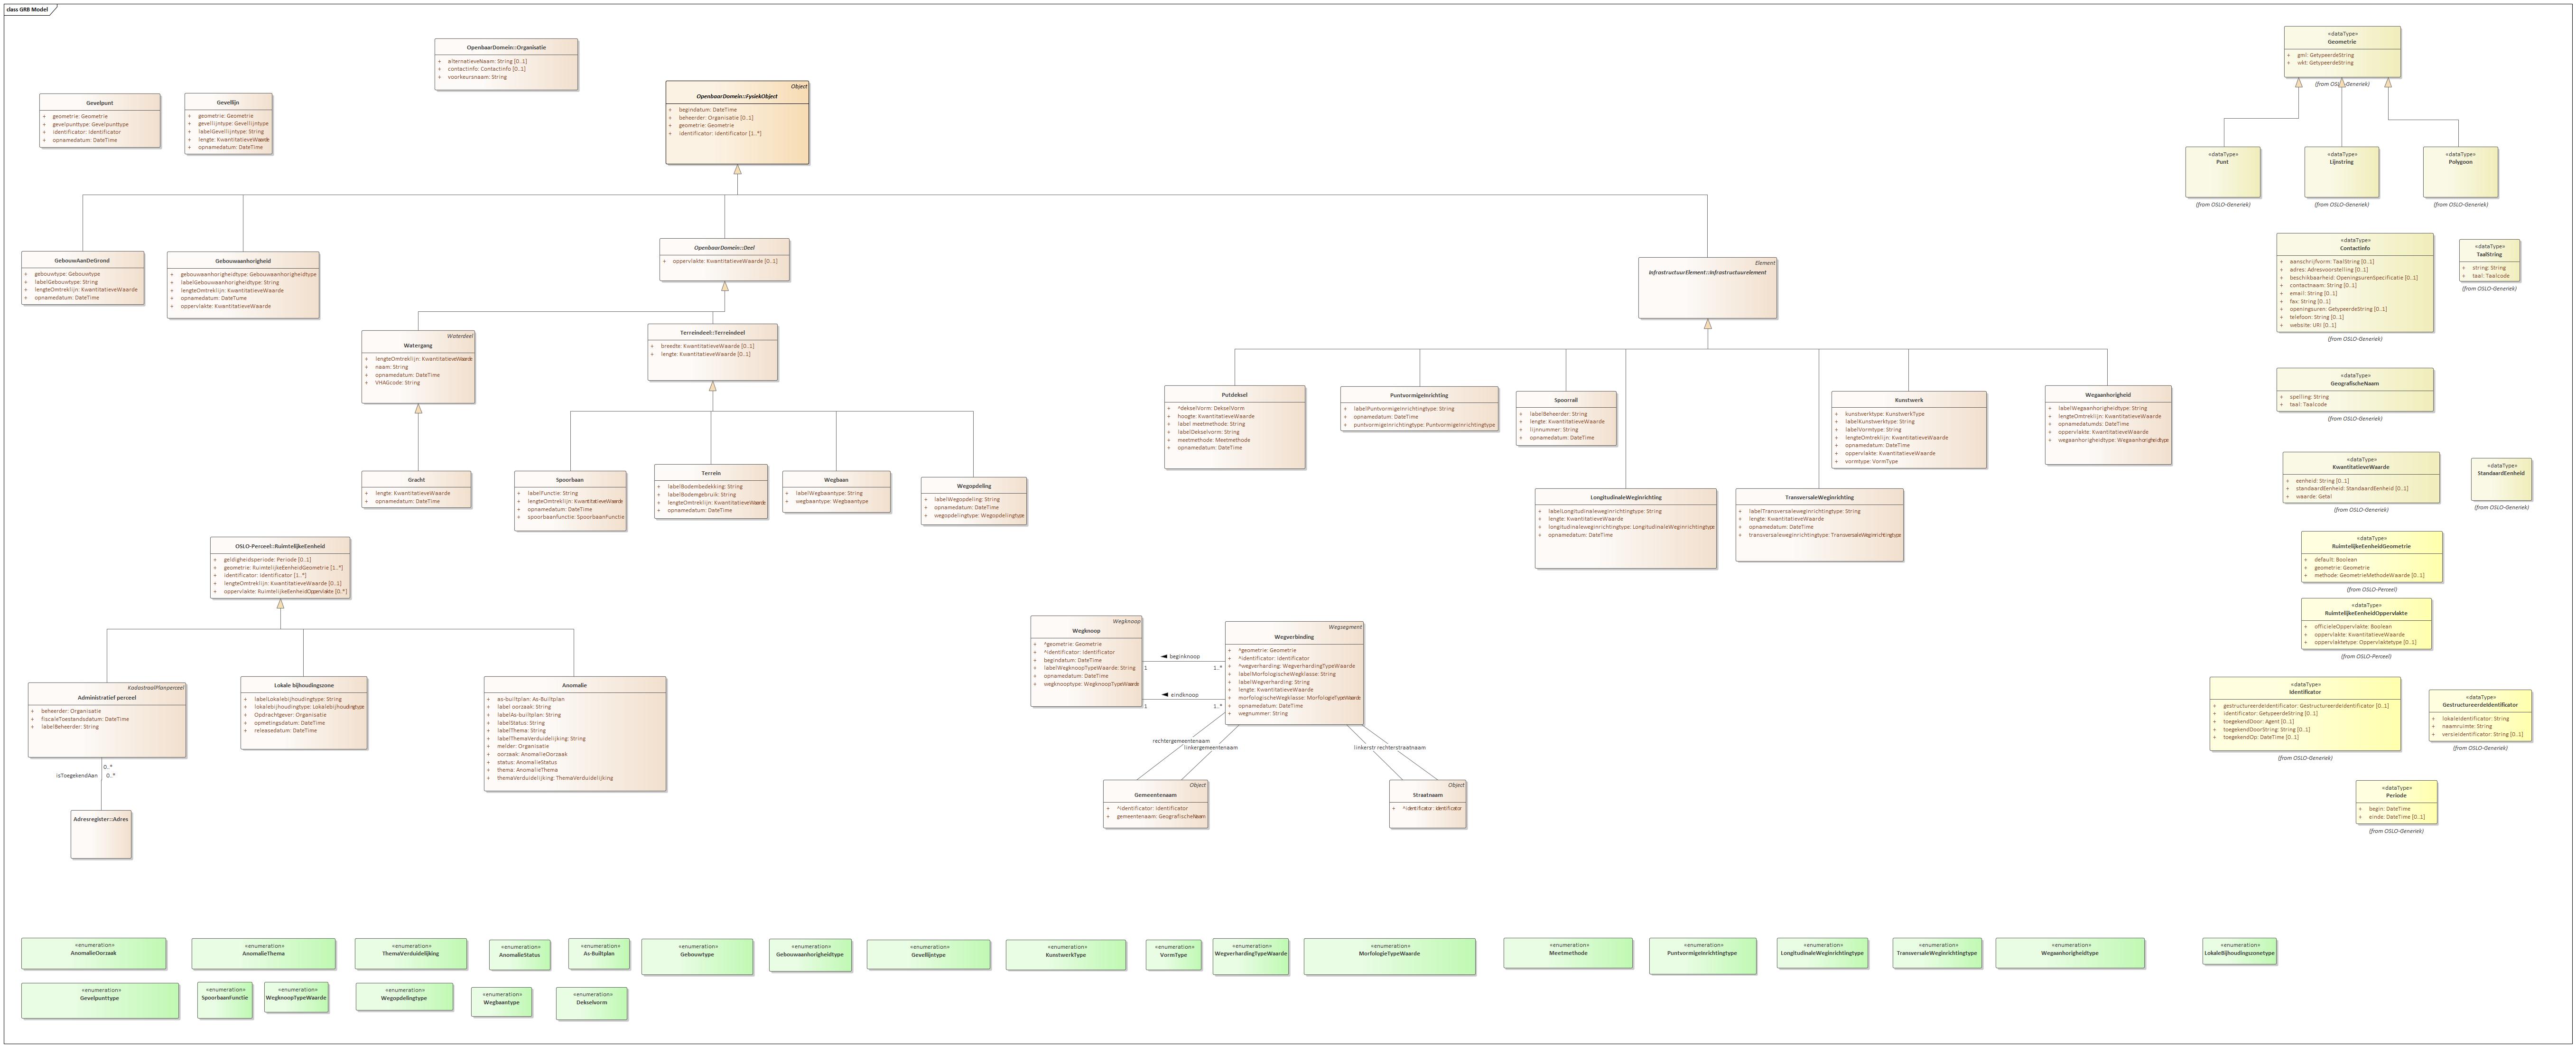 class GRB Model
OpenbaarDomein::Organisatie
+ alternatieveNaam: String [0..1]
+ contactinfo: Contactinfo [0..1]
+ voorkeursnaam: String
Gevelpunt
+ geometrie: Geometrie
+ gevelpunttype: Gevelpunttype
+ identificator: Identificator
+ opnamedatum: DateTime
Gevellijn
+ geometrie: Geometrie
+ gevellijntype: Gevellijntype
+ labelGevellijntype: String
+ lengte: KwantitatieveWaarde
+ opnamedatum: DateTime
Object
OpenbaarDomein::FysiekObject
+ begindatum: DateTime
+ beheerder: Organisatie [0..1]
+ geometrie: Geometrie
+ identificator: Identificator [1..*]
GebouwAanDeGrond
+ gebouwtype: Gebouwtype
+ labelGebouwtype: String
+ lengteOmtreklijn: KwantitatieveWaarde
+ opnamedatum: DateTime
Gebouwaanhorigheid
+ gebouwaanhorigheidtype: Gebouwaanhorigheidtype
+ labelGebouwaanhorigheidtype: String
+ lengteOmtreklijn: KwantitatieveWaarde
+ opnamedatum: DateTume
+ oppervlakte: KwantitatieveWaarde
OpenbaarDomein::Deel
+ oppervlakte: KwantitatieveWaarde [0..1]
Element
InfrastructuurElement::Infrastructuurelement
Waterdeel
Watergang
+ lengteOmtreklijn: KwantitatieveWaarde
+ naam: String
+ opnamedatum: DateTime
+ VHAGcode: String
Terreindeel::Terreindeel
+ breedte: KwantitatieveWaarde [0..1]
+ lengte: KwantitatieveWaarde [0..1]
Gracht
+ lengte: KwantitatieveWaarde
+ opnamedatum: DateTime
Spoorbaan
+ labelFunctie: String
+ lengteOmtreklijn: KwantitatieveWaarde
+ opnamedatum: DateTime
+ spoorbaanfunctie: SpoorbaanFunctie
Terrein
+ labelBodembedekking: String
+ labelBodemgebruik: String
+ lengteOmtreklijn: KwantitatieveWaarde
+ opnamedatum: DateTime
Wegbaan
+ labelWegbaantype: String
+ wegbaantype: Wegbaantype
Wegopdeling
+ labelWegopdeling: String
+ opnamedatum: DateTime
+ wegopdelingtype: Wegopdelingtype
Putdeksel
+ ^dekselVorm: DekselVorm
+ hoogte: KwantitatieveWaarde
+ label meetmethode: String
+ labelDekselvorm: String
+ meetmethode: Meetmethode
+ opnamedatum: DateTime
PuntvormigeInrichting
+ labelPuntvormigeInrichtingtype: String
+ opnamedatum: DateTime
+ puntvormigeinrichtingtype: Puntvormigeinrichtingtype
Spoorrail
+ labelBeheerder: String
+ lengte: KwantitatieveWaarde
+ lijnnummer: String
+ opnamedatum: DateTime
Kunstwerk
+ kunstwerktype: KunstwerkType
+ labelKunstwerktype: String
+ labelVormtype: String
+ lengteOmtreklijn: KwantitatieveWaarde
+ opnamedatum: DateTime
+ oppervlakte: KwantitatieveWaarde
+ vormtype: VormType
Wegaanhorigheid
+ labelWegaanhorigheidtype: String
+ lengteOmtreklijn: KwantitatieveWaarde
+ opnamedatumds: DateTime
+ oppervlakte: KwantitatieveWaarde
+ wegaanhorigheidtype: Wegaanhorigheidtype
LongitudinaleWeginrichting
+ labelLongitudinaleweginrichtingtype: String
+ lengte: KwantitatieveWaarde
+ longitudinaleweginrichtingtype: LongitudinaleWeginrichtingtype
+ opnamedatum: DateTime
TransversaleWeginrichting
+ labelTransversaleweginrichtingtype: String
+ lengte: KwantitatieveWaarde
+ opnamedatum: DateTime
+ transversaleweginrichtingtype: TransversaleWeginrichtingtype
OSLO-Perceel::RuimtelijkeEenheid
+ geldigheidsperiode: Periode [0..1]
+ geometrie: RuimtelijkeEenheidGeometrie [1..*]
+ identificator: Identificator [1..*]
+ lengteOmtreklijn: KwantitatieveWaarde [0..1]
+ oppervlakte: RuimtelijkeEenheidOppervlakte [0..*]
KadastraalPlanperceel
Administratief perceel
+ beheerder: Organisatie
+ fiscaleToestandsdatum: DateTime
+ labelBeheerder: String
Lokale bijhoudingszone
+ labelLokalebijhoudingtype: String
+ lokalebijhoudingtype: Lokalebijhoudingtype
+ Opdrachtgever: Organisatie
+ opmetingsdatum: DateTime
+ releasedatum: DateTime
Anomalie
+ as-builtplan: As-Builtplan
+ label oorzaak: String
+ labelAs-builtplan: String
+ labelStatus: String
+ labelThema: String
+ labelThemaVerduidelijking: String
+ melder: Organisatie
+ oorzaak: AnomalieOorzaak
+ status: AnomalieStatus
+ thema: AnomalieThema
+ themaVerduidelijking: ThemaVerduidelijking
0..*
isToegekendAan 0..*
Adresregister::Adres
Wegknoop
Wegknoop
+ ^geometrie: Geometrie
+ ^identificator: Identificator
+ begindatum: DateTime
+ labelWegknoopTypeWaarde: String
+ opnamedatum: DateTime
+ wegknooptype: WegknoopTypeWaarde
beginknoop
1 1..*
eindknoop
1 1..*
Wegsegment
Wegverbinding
+ ^geometrie: Geometrie
+ ^identificator: Identificator
+ ^wegverharding: WegverhardingTypeWaarde
+ labelMorfologischeWegklasse: String
+ labelWegverharding: String
+ lengte: KwantitatieveWaarde
+ morfologischeWegklasse: MorfologieTypeWaarde
+ opnamedatum: DateTime
+ wegnummer: String
rechtergemeentenaam
linkergemeentenaam
linkerstr rechterstraatnaam
Object
Gemeentenaam
+ ^identificator: Identificator
+ gemeentenaam: GeografischeNaam
Object
Straatnaam
+ ^identificator: Identificator
«dataType»
Geometrie
+ gml: GetypeerdeString
+ wkt: GetypeerdeString
(from OSLO-Generiek)
«dataType»
Punt
(from OSLO-Generiek)
«dataType»
Lijnstring
(from OSLO-Generiek)
«dataType»
Polygoon
(from OSLO-Generiek)
«dataType»
Contactinfo
+ aanschrijfvorm: TaalString [0..1]
+ adres: Adresvoorstelling [0..1]
+ beschikbaarheid: OpeningsurenSpecificatie [0..1]
+ contactnaam: String [0..1]
+ email: String [0..1]
+ fax: String [0..1]
+ openingsuren: GetypeerdeString [0..1]
+ telefoon: String [0..1]
+ website: URI [0..1]
(from OSLO-Generiek)
«dataType»
TaalString
+ string: String
+ taal: Taalcode
(from OSLO-Generiek)
«dataType»
GeografischeNaam
+ spelling: String
+ taal: Taalcode
(from OSLO-Generiek)
«dataType»
KwantitatieveWaarde
+ eenheid: String [0..1]
+ standaardEenheid: StandaardEenheid [0..1]
+ waarde: Getal
(from OSLO-Generiek)
«dataType»
StandaardEenheid
(from OSLO-Generiek)
«dataType»
RuimtelijkeEenheidGeometrie
+ default: Boolean
+ geometrie: Geometrie
+ methode: GeometrieMethodeWaarde [0..1]
(from OSLO-Perceel)
«dataType»
RuimtelijkeEenheidOppervlakte
+ officieleOppervlakte: Boolean
+ oppervlakte: KwantitatieveWaarde
+ oppervlaktetype: Oppervlaktetype [0..1]
(from OSLO-Perceel)
«dataType»
Identificator
+ gestructureerdeIdentificator: GestructureerdeIdentificator [0..1]
+ identificator: GetypeerdeString [0..1]
+ toegekendDoor: Agent [0..1]
+ toegekendDoorString: String [0..1]
+ toegekendOp: DateTime [0..1]
(from OSLO-Generiek)
«dataType»
GestructureerdeIdentificator
+ lokaleIdentificator: String
+ naamruimte: String
+ versieIdentificator: String [0..1]
(from OSLO-Generiek)
«dataType»
Periode
+ begin: DateTime
+ einde: DateTime [0..1]
(from OSLO-Generiek)
«enumeration»
AnomalieOorzaak
«enumeration»
AnomalieThema
«enumeration»
ThemaVerduidelijking
«enumeration»
AnomalieStatus
«enumeration»
As-Builtplan
«enumeration»
Gebouwtype
«enumeration»
Gebouwaanhorigheidtype
«enumeration»
Gevellijntype
«enumeration»
KunstwerkType
«enumeration»
VormType
«enumeration»
WegverhardingTypeWaarde
«enumeration»
MorfologieTypeWaarde
«enumeration»
Meetmethode
«enumeration»
Puntvormigeinrichtingtype
«enumeration»
LongitudinaleWeginrichtingtype
«enumeration»
TransversaleWeginrichtingtype
«enumeration»
Wegaanhorigheidtype
«enumeration»
LokaleBijhoudingszonetype
«enumeration»
Gevelpunttype
«enumeration»
SpoorbaanFunctie
«enumeration»
WegknoopTypeWaarde
«enumeration»
Wegopdelingtype
«enumeration»
Wegbaantype
«enumeration»
Dekselvorm